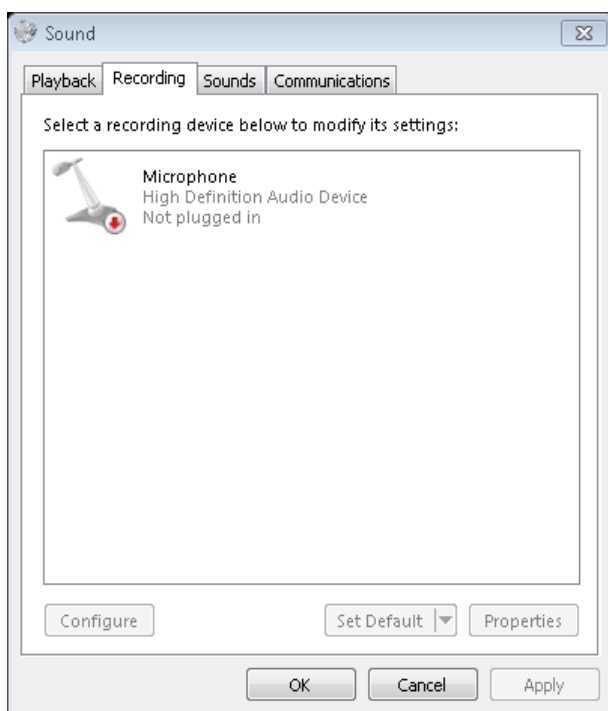 Sound
Playback Recording Sounds Communications
Select a recording device below to modify its settings:
Microphone
High Definition Audio Device
Not plugged in
Configure Set Default Properties
OK Cancel Apply